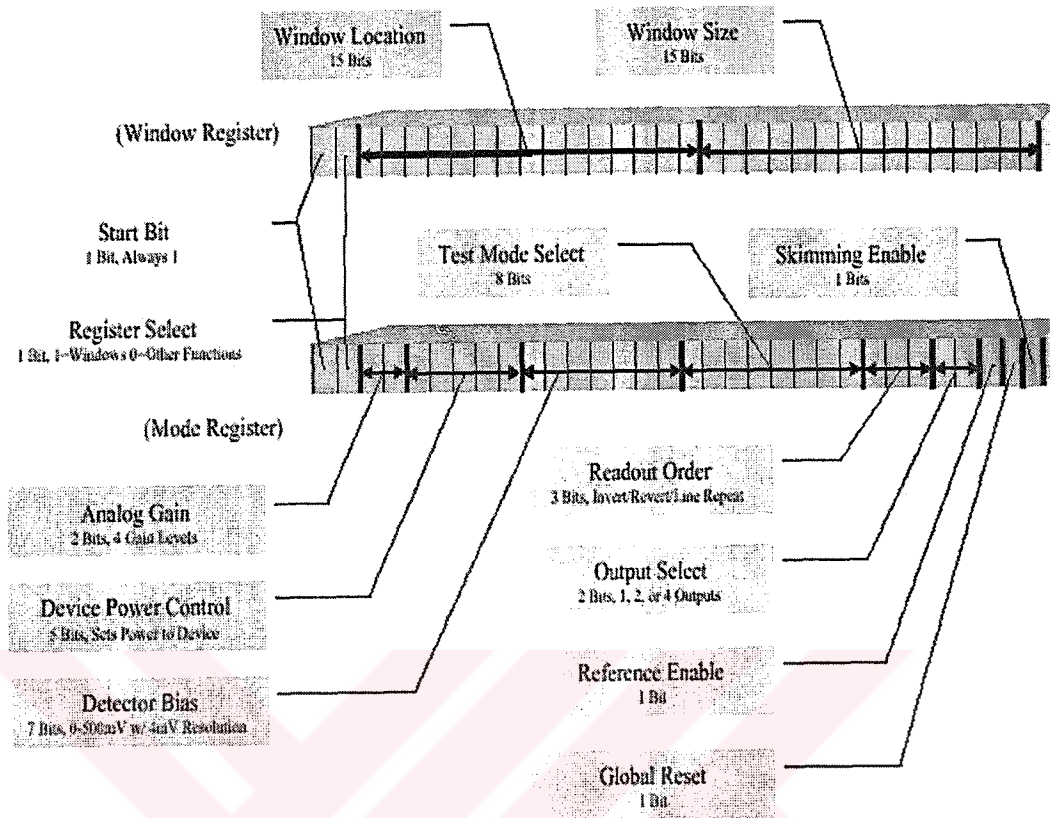 Window Location
15 Bits
Window Size
15 Bits
(Window Register)
Start Bit
1 Bit, Always 1
Test Mode Select
8 Bits
Skimming Enable
1 Bits
Register Select
1 Bit, 1=Windows 0=Other Functions
(Mode Register)
Analog Gain
2 Bits, 4 Gain Levels
Readout Order
3 Bits, Invert/Revert/Line Repeat
Device Power Control
5 Bits, Sets Power to Device
Output Select
2 Bits, 1, 2, or 4 Outputs
Detector Bias
7 Bits, 0-500mV w/ 4mV Resolution
Reference Enable
1 Bit
Global Reset
1 Bit